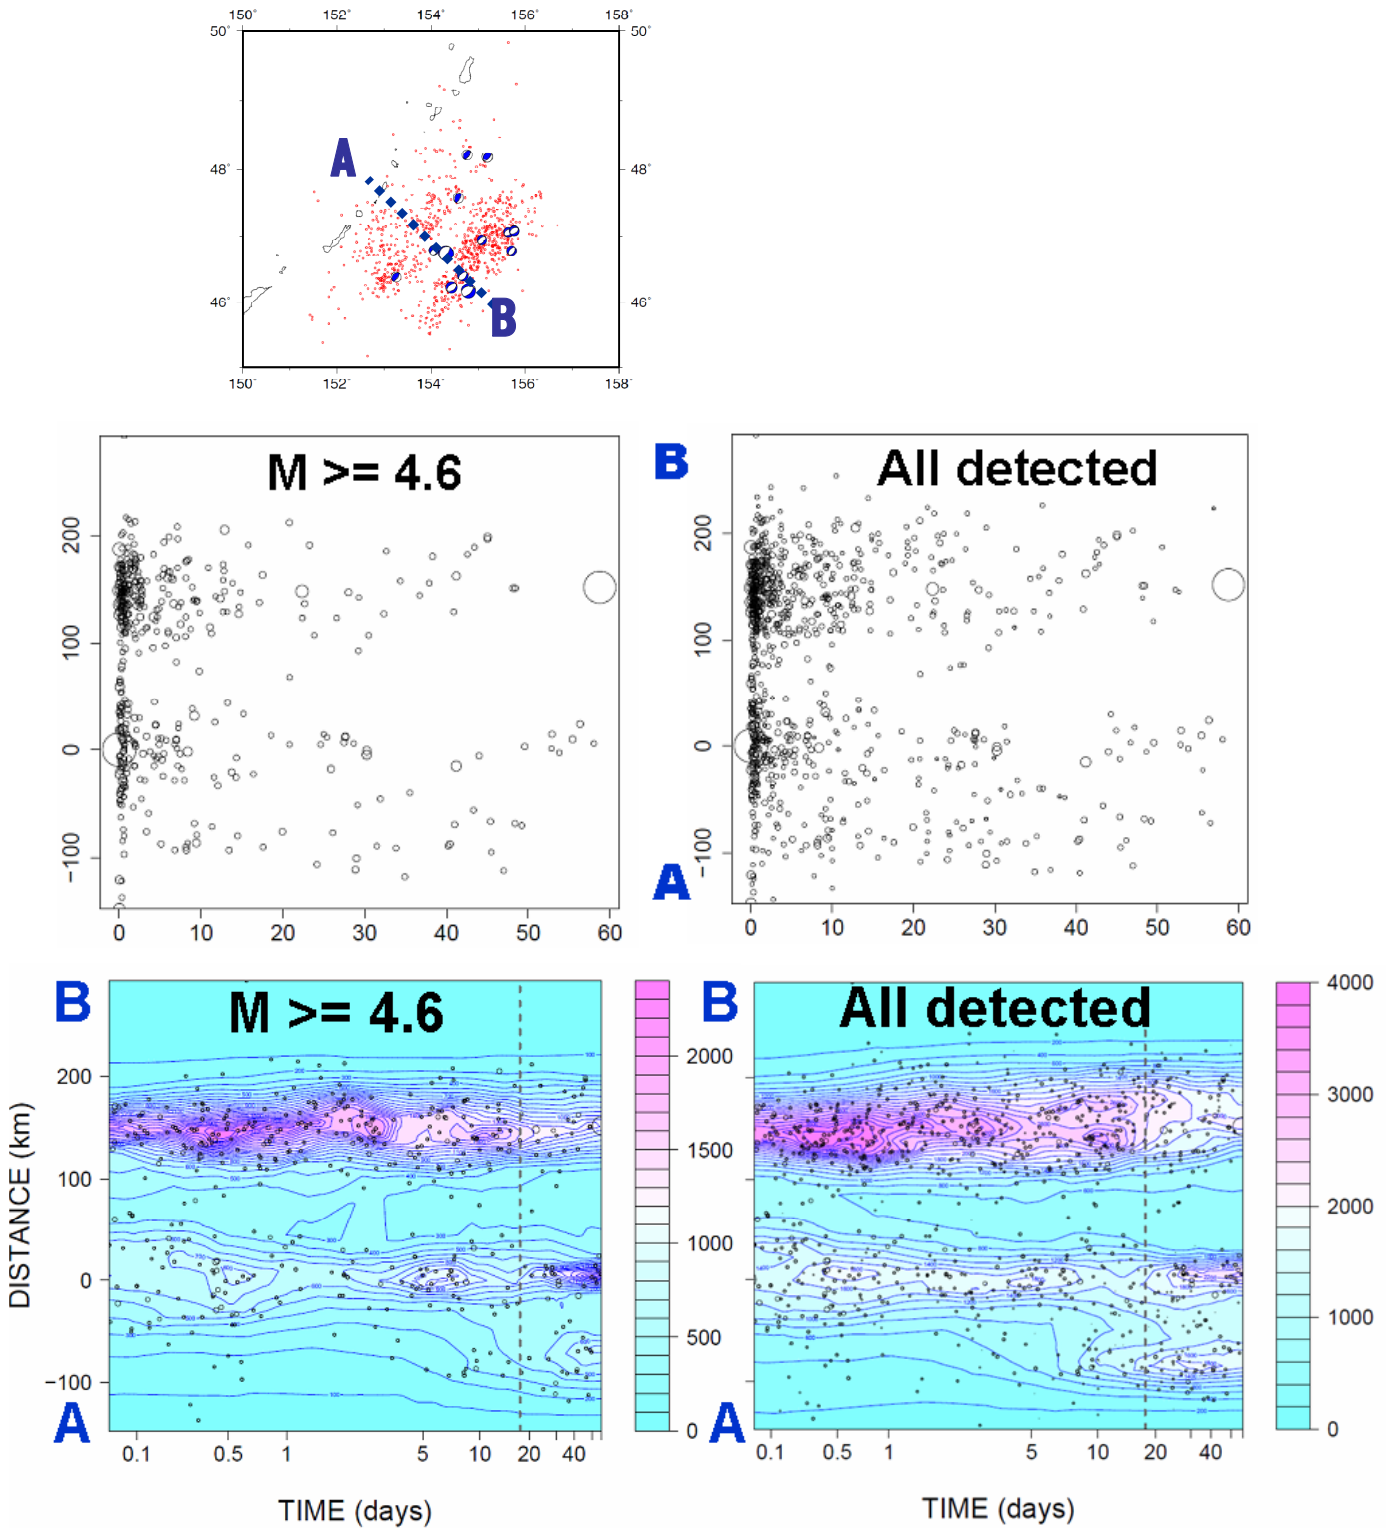 150° 152° 154° 156° 158°
50° 50°
A
48° 48°
46° 46°
B
150° 152° 154° 156° 158°
M >= 4.6
B
All detected
200
100
0
−100
200
100
0
−100
A
0 10 20 30 40 50 60
0 10 20 30 40 50 60
B
M >= 4.6
B
All detected
200
100
0
−100
DISTANCE (km)
2000
1500
1000
500
0
4000
3000
2000
1000
0
A
A
0.1 0.5 1 5 10 20 40
0.1 0.5 1 5 10 20 40
TIME (days)
TIME (days)